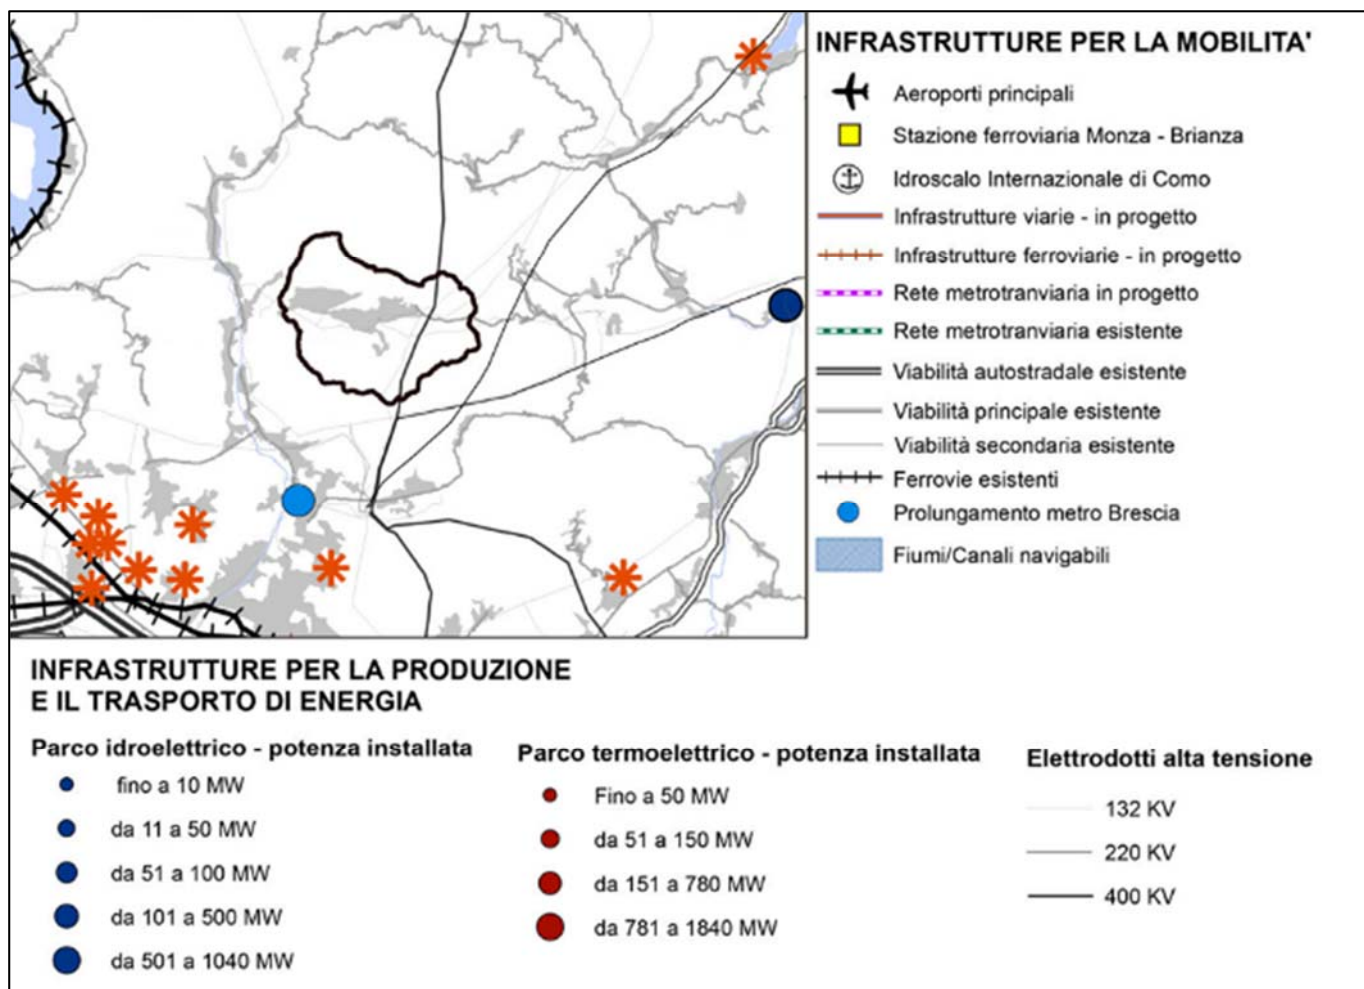 INFRASTRUTTURE PER LA MOBILITA'
Aeroporti principali
Stazione ferroviaria Monza - Brianza
Idroscalo Internazionale di Como
Infrastrutture viarie - in progetto
Infrastrutture ferroviarie - in progetto
Rete metrotranviaria in progetto
Rete metrotranviaria esistente
Viabilità autostradale esistente
Viabilità principale esistente
Viabilità secondaria esistente
Ferrovie esistenti
Prolungamento metro Brescia
Fiumi/Canali navigabili
INFRASTRUTTURE PER LA PRODUZIONE
E IL TRASPORTO DI ENERGIA
Parco idroelettrico - potenza installata
fino a 10 MW
da 11 a 50 MW
da 51 a 100 MW
da 101 a 500 MW
da 501 a 1040 MW
Parco termoelettrico - potenza installata
Fino a 50 MW
da 51 a 150 MW
da 151 a 780 MW
da 781 a 1840 MW
Elettrodotti alta tensione
132 KV
220 KV
400 KV